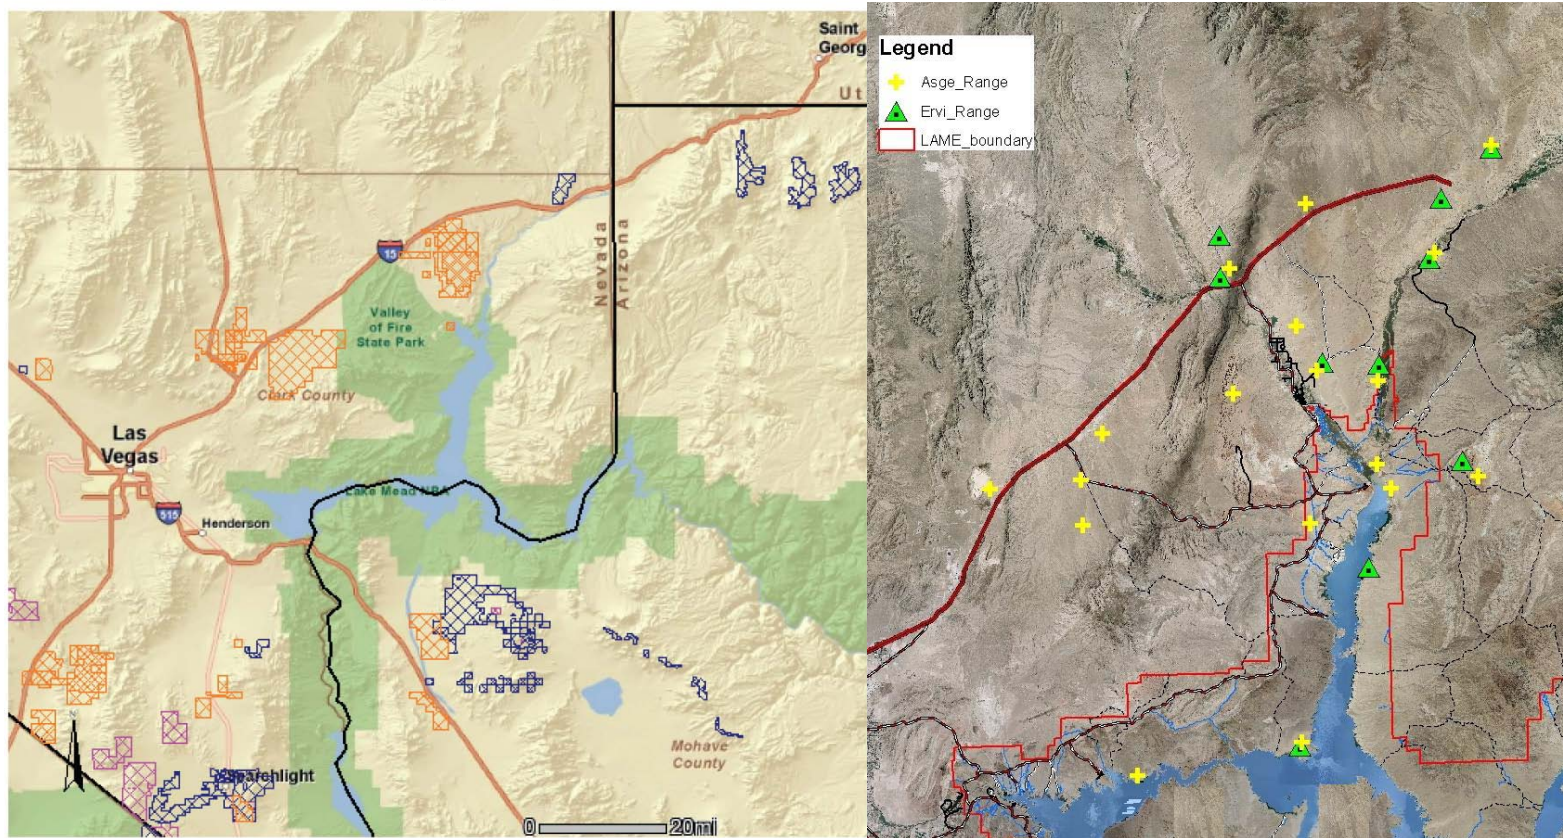 Saint
Georg
Ut
Nevada
Arizona
15
Valley
of Fire
State Park
Clark County
Las
Vegas
Lake Mead NRA
515
Henderson
Mohave
County
N
Searchlight
0
20mi
Legend
Asge_Range
Ervi_Range
LAME_boundary